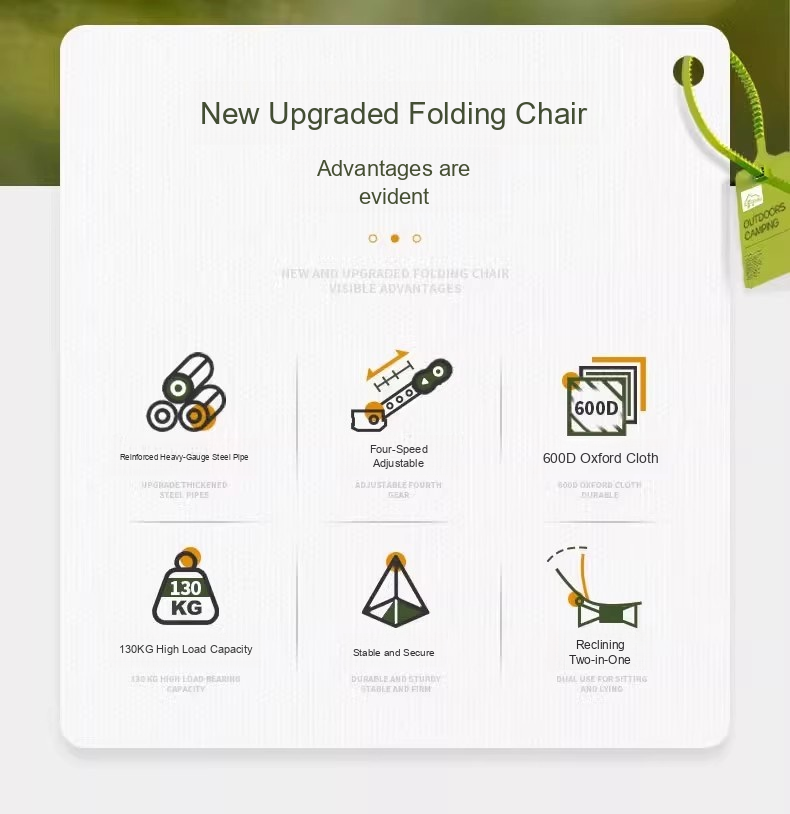 New Upgraded Folding Chair
Advantages are
evident
NEW AND UPGRADED FOLDING CHAIR
VISIBLE ADVANTAGES
OUTDOORS
CAMPING
Reinforced Heavy-Gauge Steel Pipe
UPGRADE THICKENED
STEEL PIPES
Four-Speed
Adjustable
ADJUSTABLE FOURTH
GEAR
600D
600D Oxford Cloth
600D OXFORD CLOTH
DURABLE
130
KG
130KG High Load Capacity
130 KG HIGH LOAD-BEARING
CAPACITY
Stable and Secure
DURABLE AND STURDY
STABLE AND FIRM
Reclining
Two-in-One
DUAL USE FOR SITTING
AND LYING